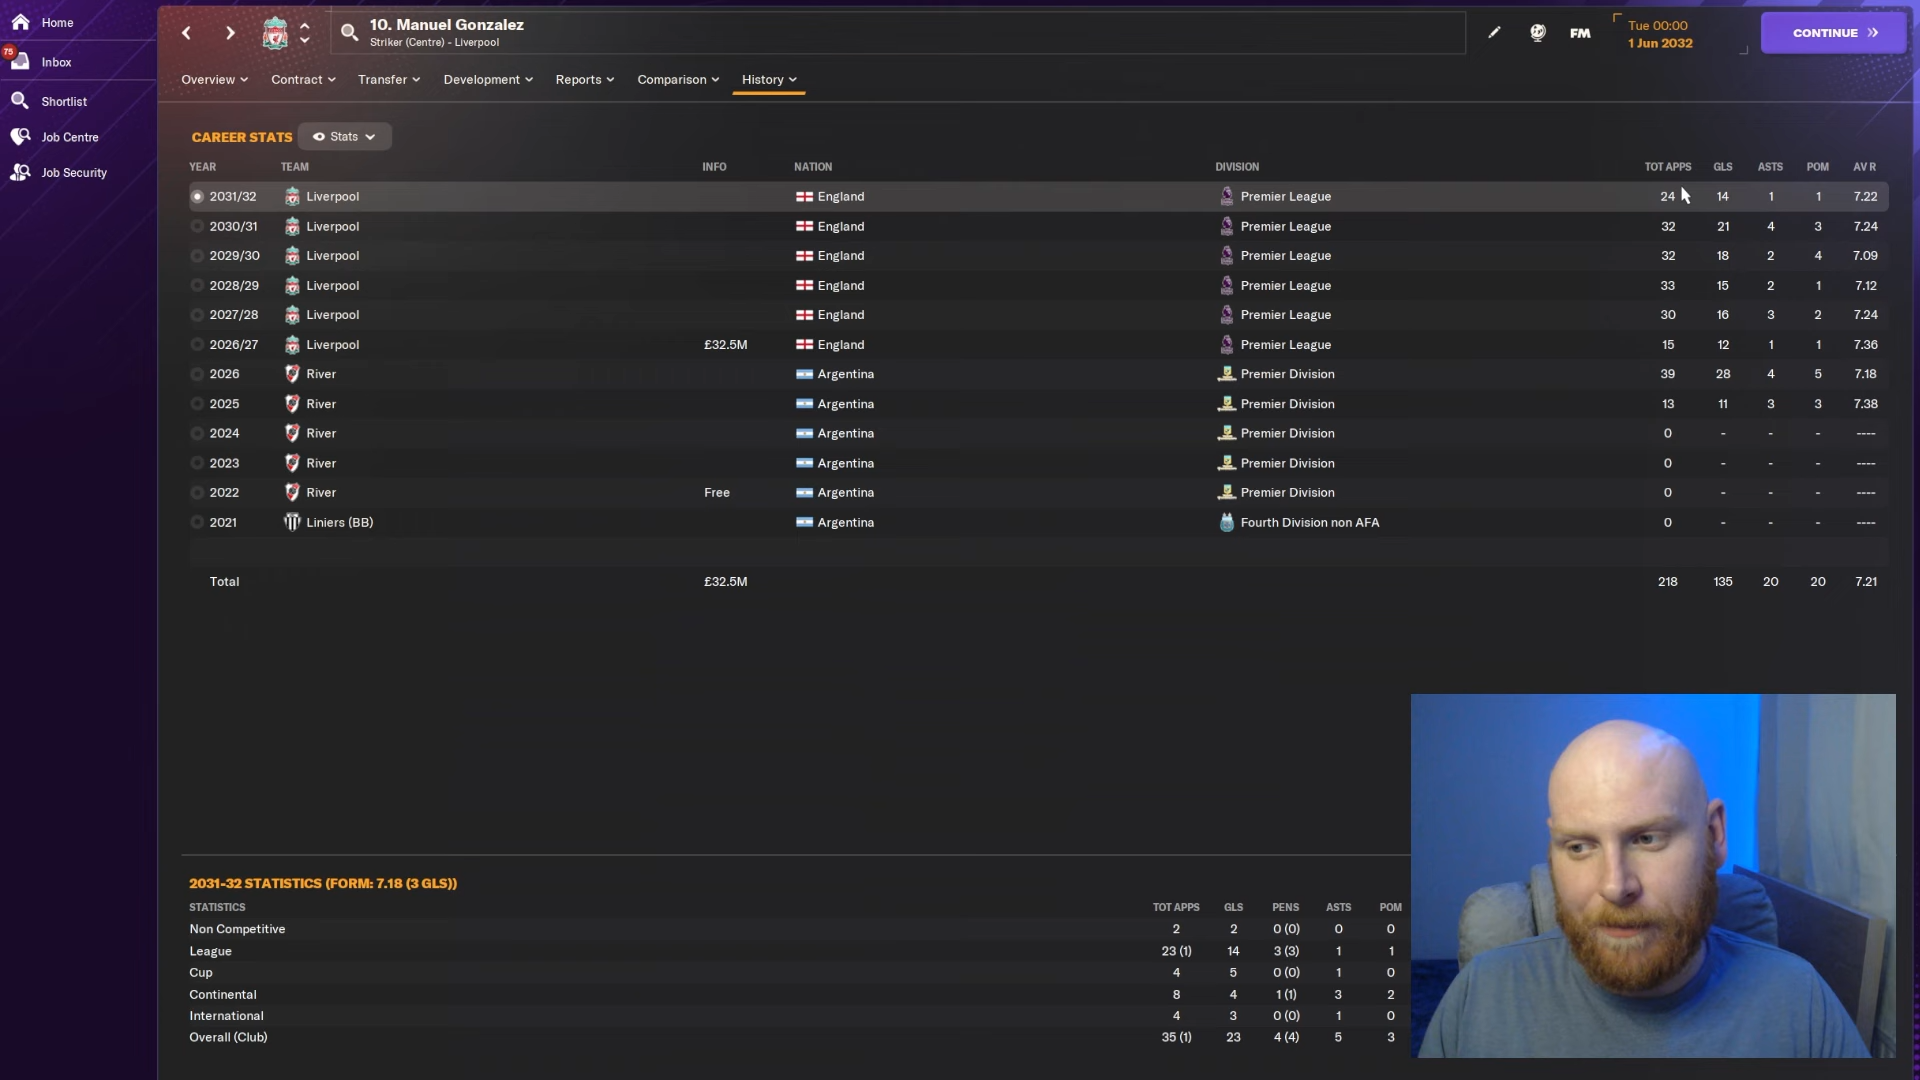 Home
75
Inbox
Shortlist
Job Centre
Job Security
10. Manuel Gonzalez
Striker (Centre) - Liverpool
FM
Tue 00:00
1 Jun 2032
CONTINUE
Overview Contract Transfer Development Reports Comparison History
CAREER STATS Stats
YEAR TEAM INFO NATION DIVISION TOT APPS GLS ASTS POM AV R
2031/32 Liverpool England Premier League 24 14 1 1 7.22
2030/31 Liverpool England Premier League 32 21 4 3 7.24
2029/30 Liverpool England Premier League 32 18 2 4 7.09
2028/29 Liverpool England Premier League 33 15 2 1 7.12
2027/28 Liverpool England Premier League 30 16 3 2 7.24
2026/27 Liverpool £32.5M England Premier League 15 12 1 1 7.36
2026 River Argentina Premier Division 39 28 4 5 7.18
2025 River Argentina Premier Division 13 11 3 3 7.38
2024 River Argentina Premier Division 0 - - - ----
2023 River Argentina Premier Division 0 - - - ----
2022 River Free Argentina Premier Division 0 - - - ----
2021 Liniers (BB) Argentina Fourth Division non AFA 0 - - - ----
Total £32.5M 218 135 20 20 7.21
2031-32 STATISTICS (FORM: 7.18 (3 GLS))
STATISTICS TOT APPS GLS PENS ASTS POM
Non Competitive 2 2 0 (0) 0 0
League 23 (1) 14 3 (3) 1 1
Cup 4 5 0 (0) 1 0
Continental 8 4 1 (1) 3 2
International 4 3 0 (0) 1 0
Overall (Club) 35 (1) 23 4 (4) 5 3